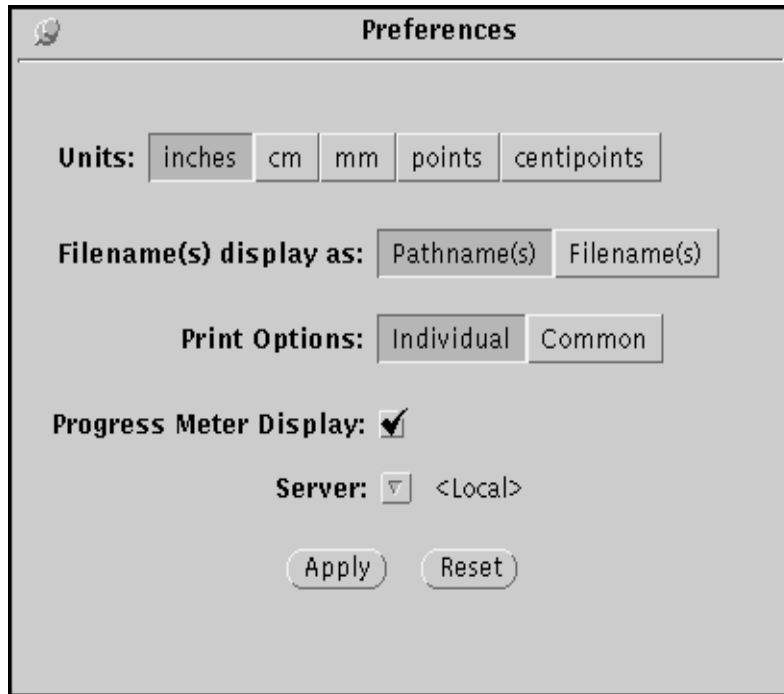 Preferences
Units: inches cm mm points centipoints
Filename(s) display as: Pathname(s) Filename(s)
Print Options: Individual Common
Progress Meter Display:
Server: <Local>
Apply Reset